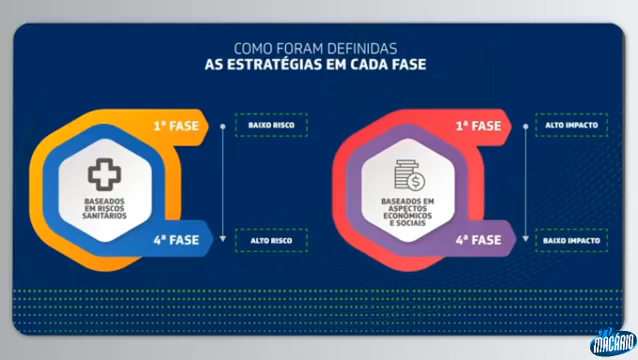 COMO FORAM DEFINIDAS
AS ESTRATÉGIAS EM CADA FASE
1ª FASE
BAIXO RISCO
BASEADOS
EM RISCOS
SANITÁRIOS
4ª FASE
ALTO RISCO
1ª FASE
ALTO IMPACTO
$
BASEADOS EM
ASPECTOS
ECONÔMICOS
E SOCIAIS
4ª FASE
BAIXO IMPACTO
MACÁRIO